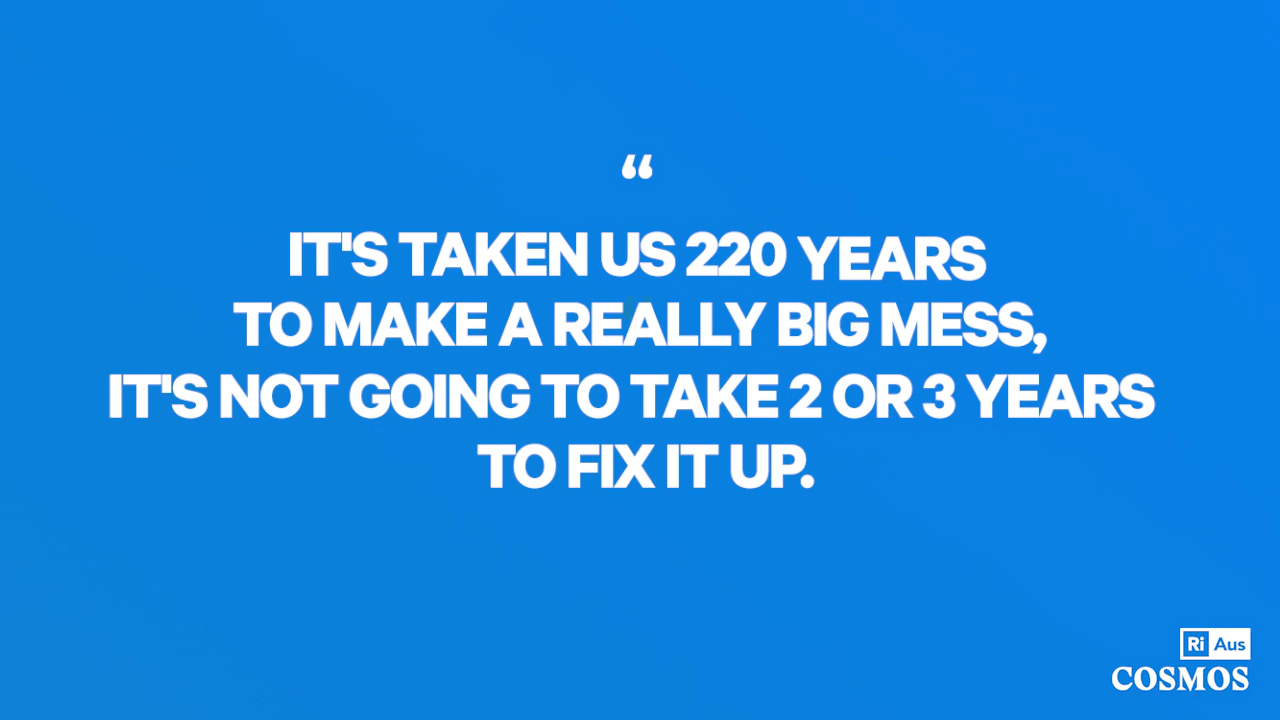 “
IT'S TAKEN US 220 YEARS
TO MAKE A REALLY BIG MESS,
IT'S NOT GOING TO TAKE 2 OR 3 YEARS
TO FIX IT UP.
Ri Aus
COSMOS